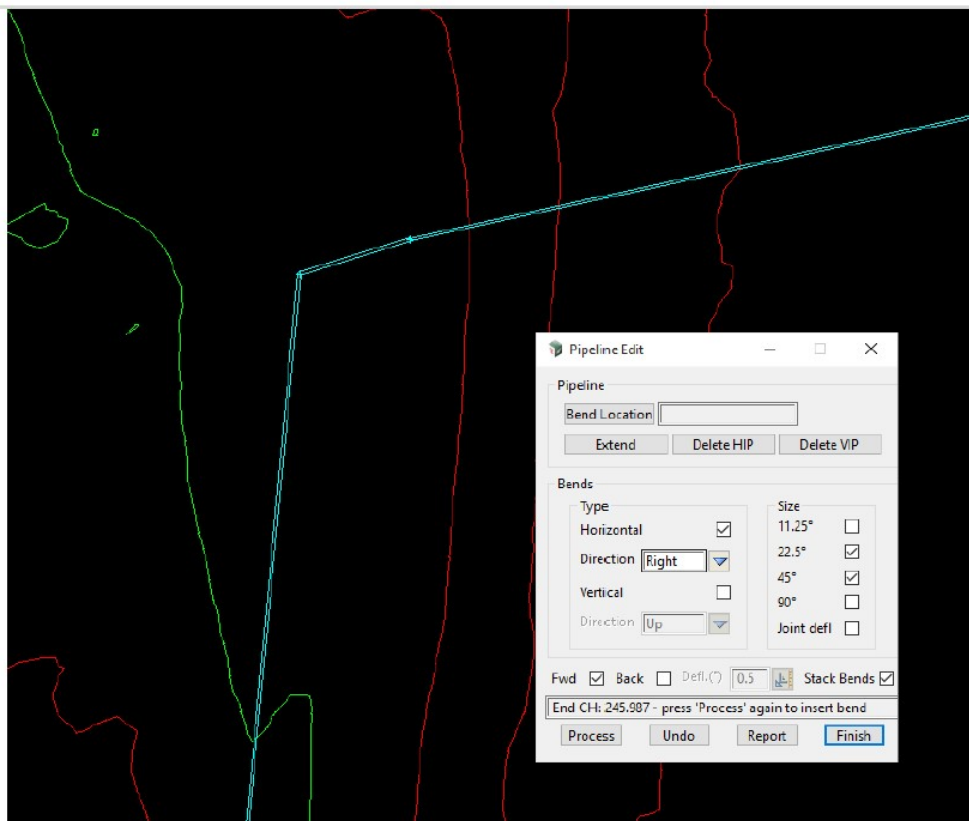 Pipeline Edit
Pipeline
Bend Location
Extend Delete HIP Delete VIP
Bends
Type
Size
Horizontal
11.25°
Direction Right
22.5°
45°
Vertical
90°
Direction Up
Joint defl
Fwd Back Defl.(°) 0.5 Stack Bends
End CH: 245.987 - press 'Process' again to insert bend
Process Undo Report Finish